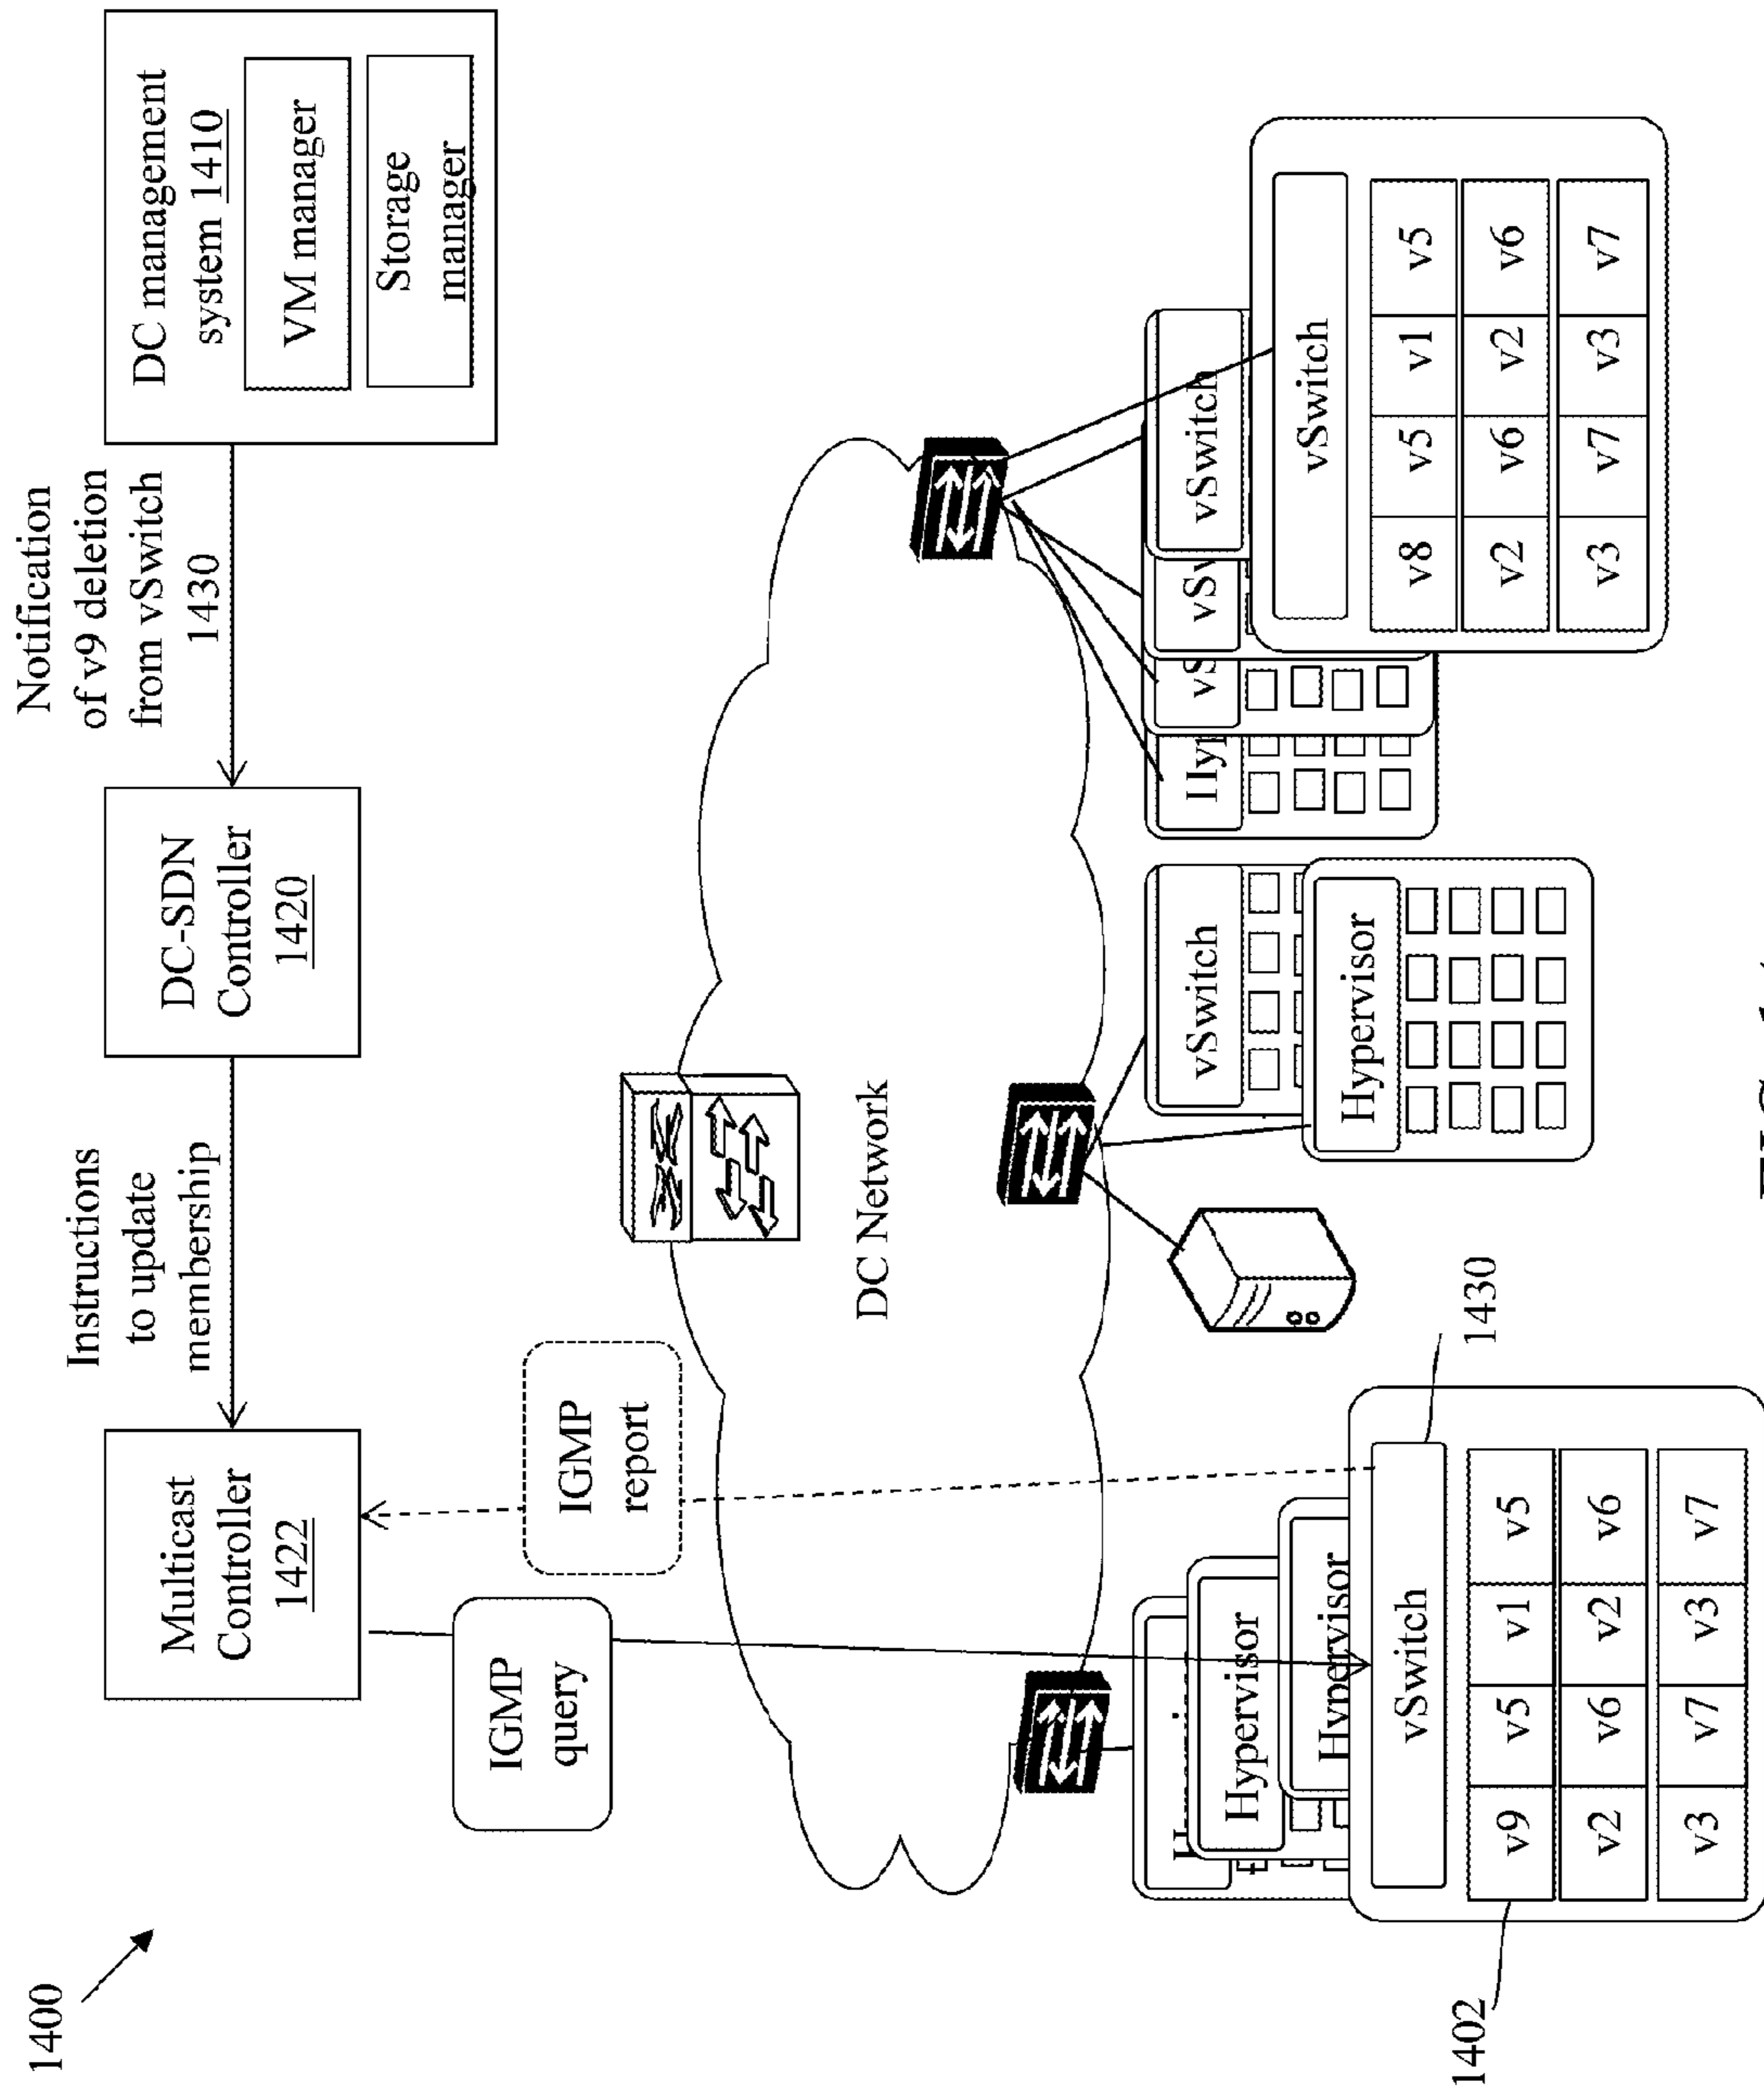 1400
Multicast
Controller
1422
Instructions
to update
membership
DC-SDN
Controller
1420
Notification
of v9 deletion
from vSwitch
1430
DC management
system 1410
VM manager
Storage
manager
IGMP
query
IGMP
report
DC Network
Hypervisor
Hypervisor
vSwitch
1430
v9 v5 v1 v5
v2 v6 v2 v6
v3 v7 v3 v7
1402
vSwitch
Hypervisor
Hyp
vS
vSw
vSwitch
vSwitch
v8 v5 v1 v5
v2 v6 v2 v6
v3 v7 v3 v7